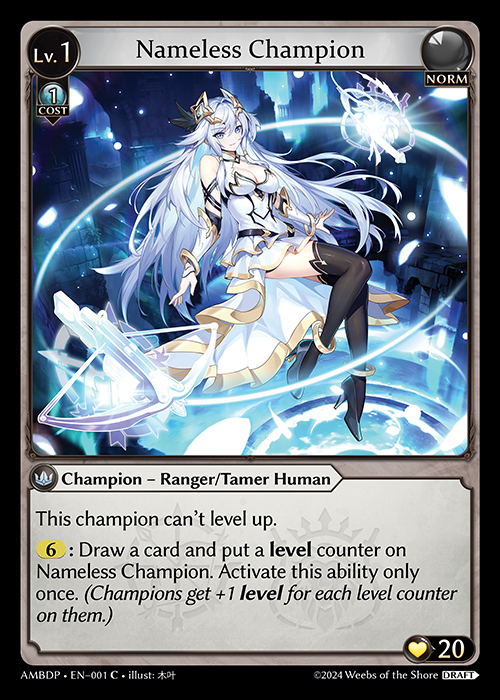 Lv. 1
Nameless Champion
NORM
1
COST
Champion – Ranger/Tamer Human
This champion can't level up.
6 : Draw a card and put a level counter on
Nameless Champion. Activate this ability only
once. (Champions get +1 level for each level counter
on them.)
20
AMBDP • EN–001 C • illust: 木叶
©2024 Weebs of the Shore DRAFT